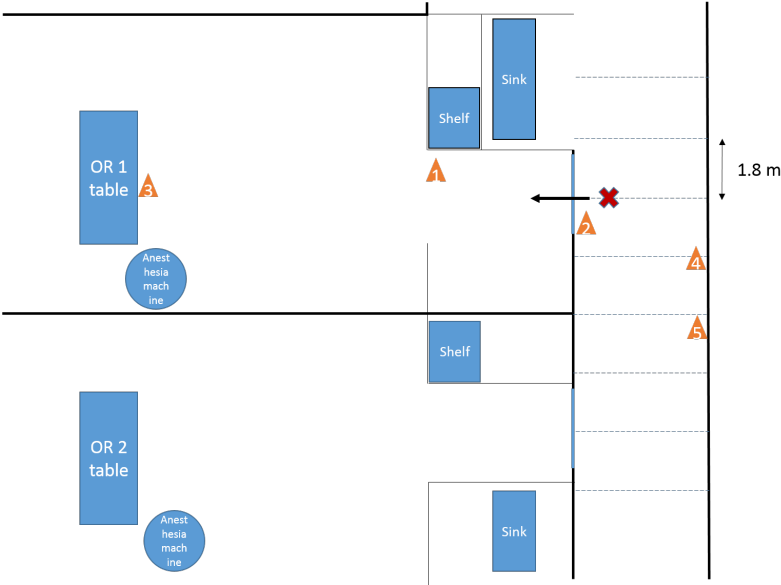 Sink
Shelf
OR 1
table
3
1
1.8 m
2
Anest
hesia
mach
ine
4
5
Shelf
OR 2
table
Anest
hesia
mach
ine
Sink